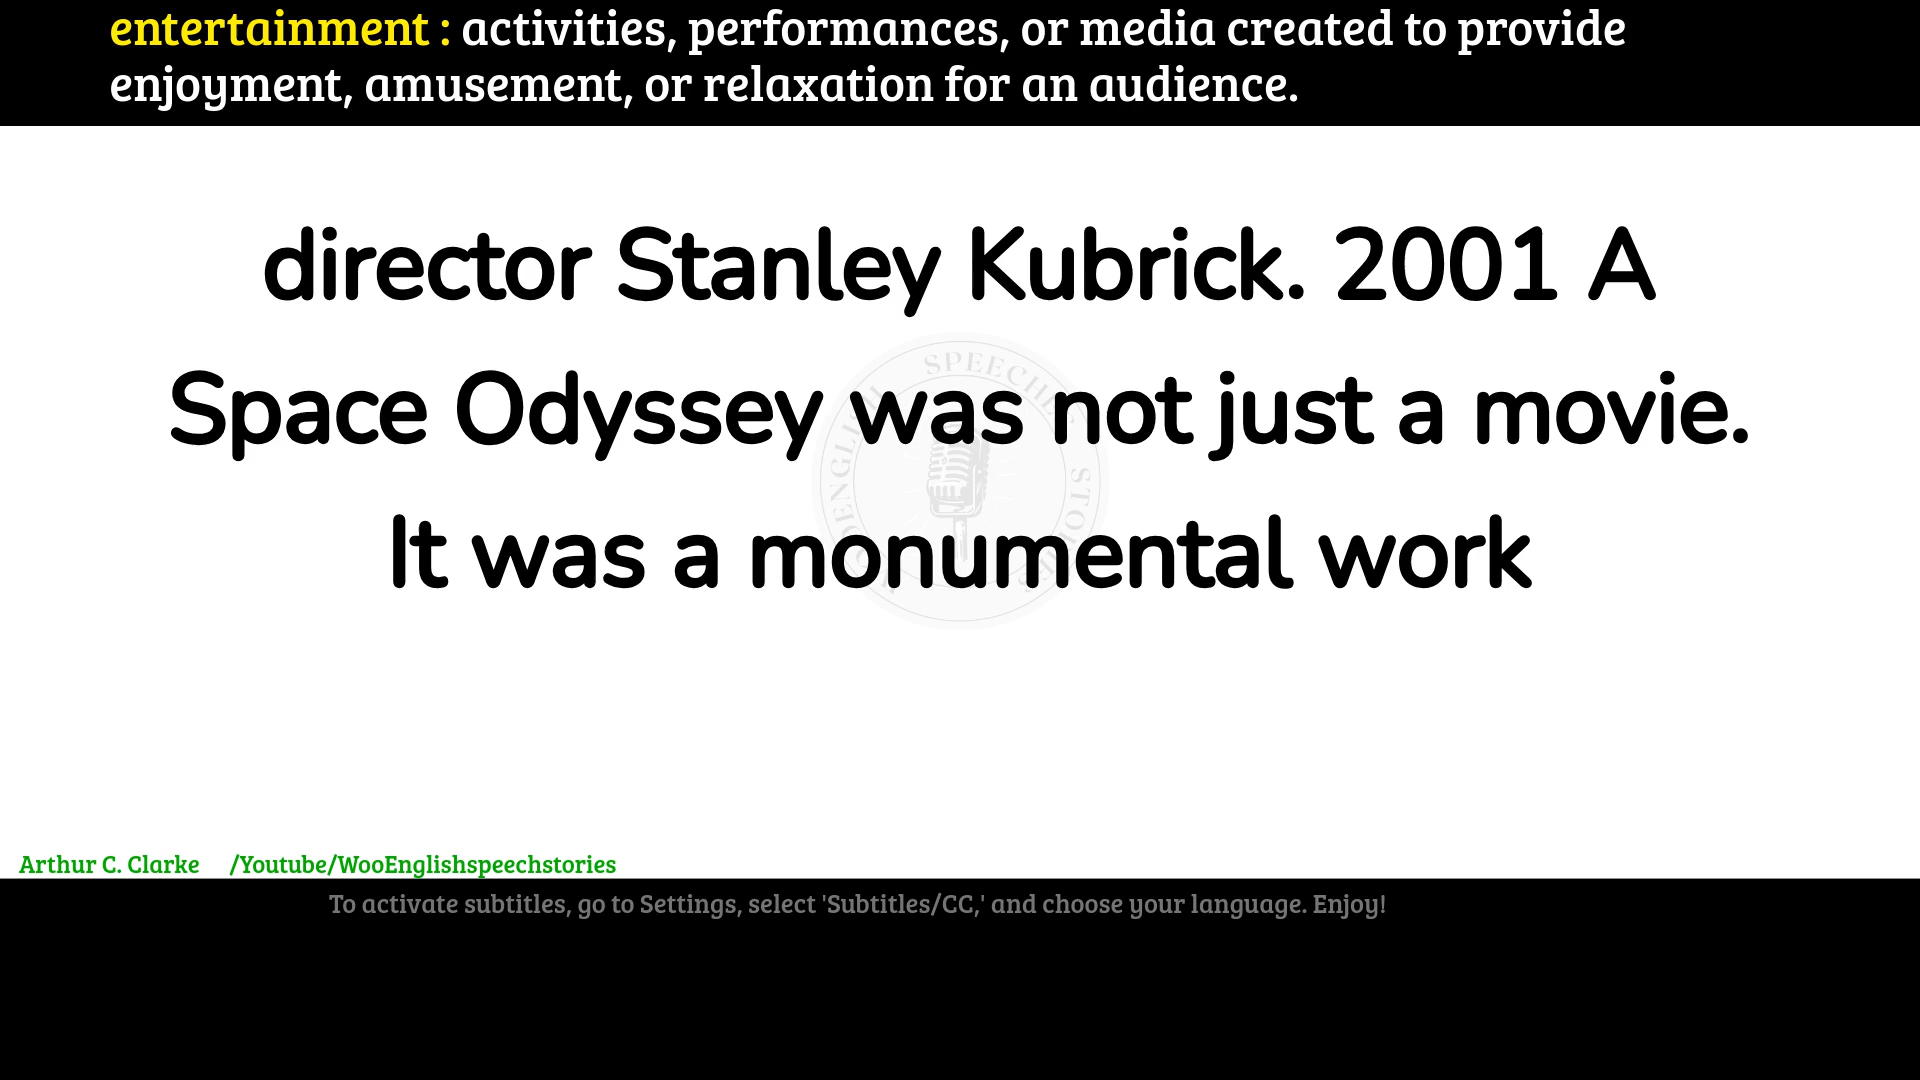 entertainment : activities, performances, or media created to provide
enjoyment, amusement, or relaxation for an audience.
director Stanley Kubrick. 2001 A
Space Odyssey was not just a movie.
It was a monumental work
Arthur C. Clarke /Youtube/WooEnglishspeechstories
To activate subtitles, go to Settings, select 'Subtitles/CC,' and choose your language. Enjoy!